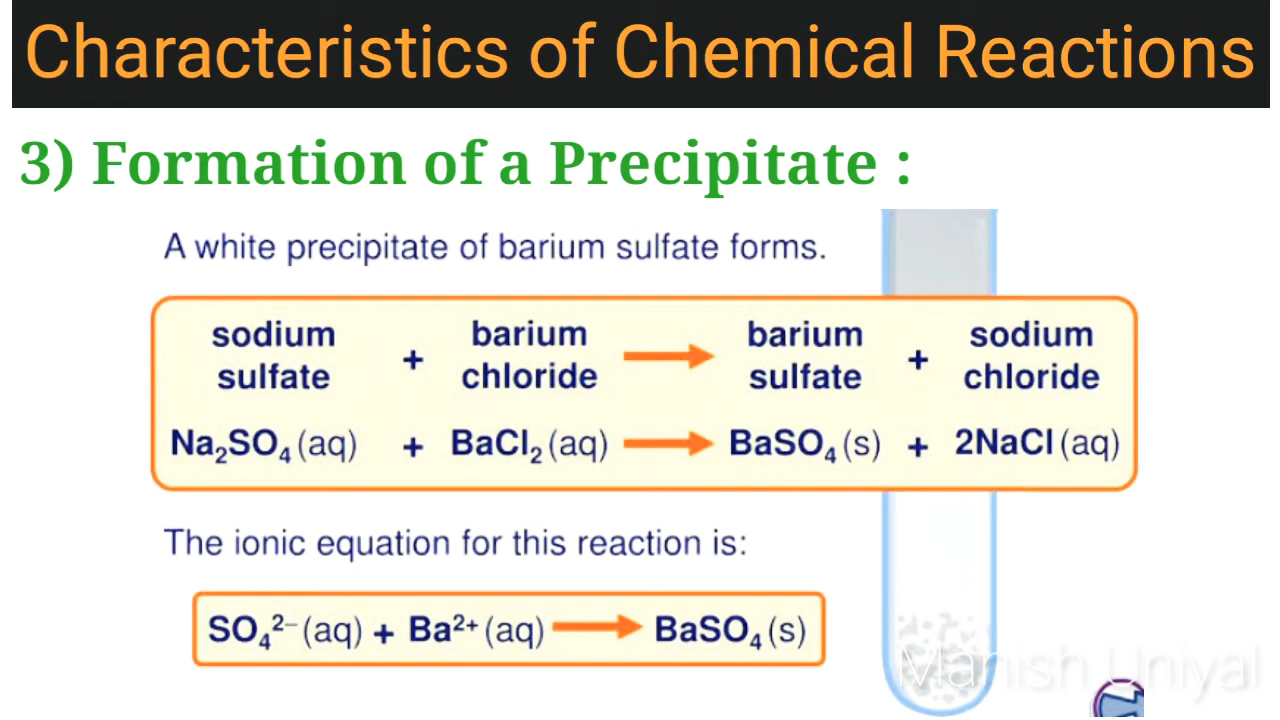 Characteristics of Chemical Reactions
3) Formation of a Precipitate :
A white precipitate of barium sulfate forms.
sodium sulfate + barium chloride → barium sulfate + sodium chloride
Na₂SO₄ (aq) + BaCl₂ (aq) → BaSO₄ (s) + 2NaCl (aq)
The ionic equation for this reaction is:
SO₄²⁻ (aq) + Ba²⁺ (aq) → BaSO₄ (s)
Manish Uniyal